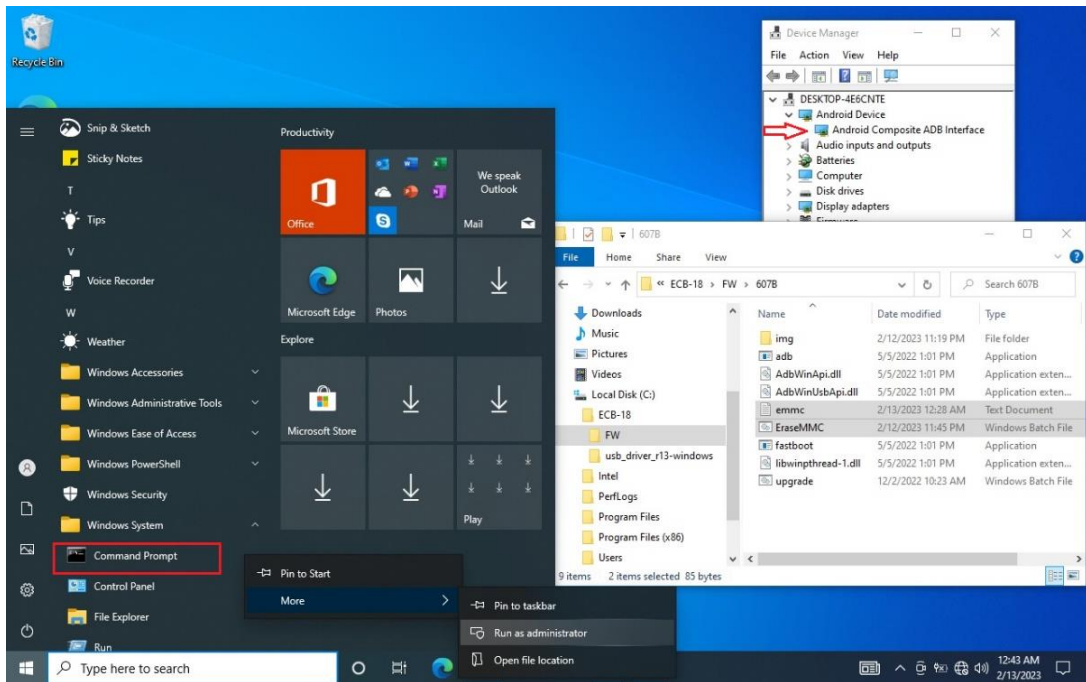 Recycle Bin
Snip & Sketch
Sticky Notes
T
Tips
V
Voice Recorder
W
Weather
Windows Accessories
Windows Administrative Tools
Windows Ease of Access
Windows PowerShell
Windows Security
Windows System
Command Prompt
Control Panel
File Explorer
Run
Productivity
Office
We speak
Outlook
Mail
Microsoft Edge
Photos
Explore
Microsoft Store
Play
Pin to Start
More
Pin to taskbar
Run as administrator
Open file location
Device Manager
File Action View Help
DESKTOP-4E6CNTE
Android Device
Android Composite ADB Interface
Audio inputs and outputs
Batteries
Computer
Disk drives
Display adapters
Firmware
607B
File Home Share View
« ECB-18 > FW > 607B
Search 607B
Downloads
Music
Pictures
Videos
Local Disk (C:)
ECB-18
FW
usb_driver_r13-windows
Intel
PerfLogs
Program Files
Program Files (x86)
Users
Name Date modified Type
img 2/12/2023 11:19 PM File folder
adb 5/5/2022 1:01 PM Application
AdbWinApi.dll 5/5/2022 1:01 PM Application exten...
AdbWinUsbApi.dll 5/5/2022 1:01 PM Application exten...
emmc 2/13/2023 12:28 AM Text Document
EraseMMC 2/12/2023 11:45 PM Windows Batch File
fastboot 5/5/2022 1:01 PM Application
libwinpthread-1.dll 5/5/2022 1:01 PM Application exten...
upgrade 12/2/2022 10:23 AM Windows Batch File
9 items 2 items selected 85 bytes
Type here to search
12:43 AM
2/13/2023